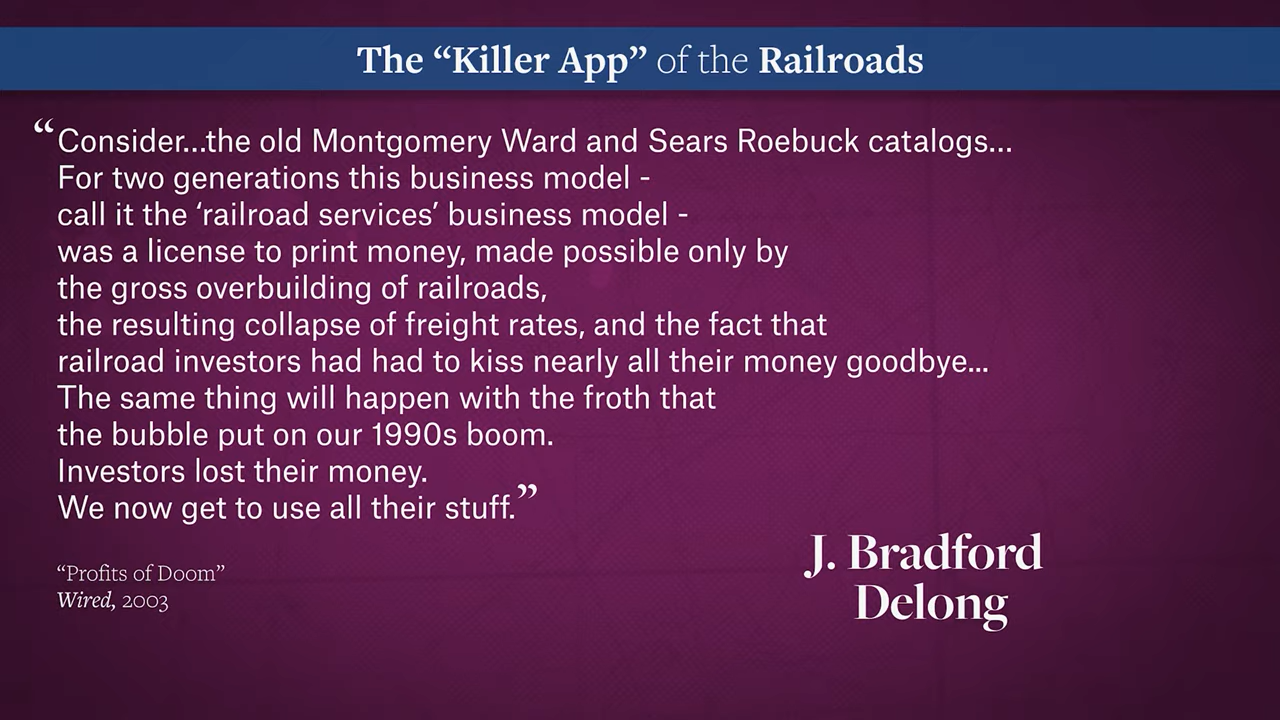 The “Killer App” of the Railroads
“Consider...the old Montgomery Ward and Sears Roebuck catalogs...
For two generations this business model -
call it the ‘railroad services’ business model -
was a license to print money, made possible only by
the gross overbuilding of railroads,
the resulting collapse of freight rates, and the fact that
railroad investors had had to kiss nearly all their money goodbye...
The same thing will happen with the froth that
the bubble put on our 1990s boom.
Investors lost their money.
We now get to use all their stuff.”
“Profits of Doom”
Wired, 2003
J. Bradford
Delong